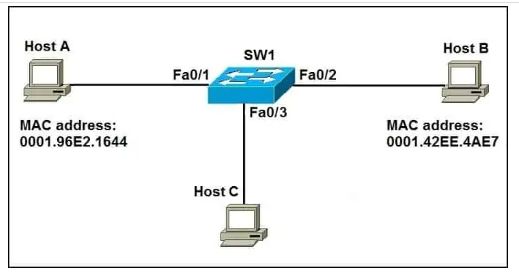 Host A
SW1
Host B
Fa0/1
Fa0/2
Fa0/3
MAC address:
0001.96E2.1644
MAC address:
0001.42EE.4AE7
Host C